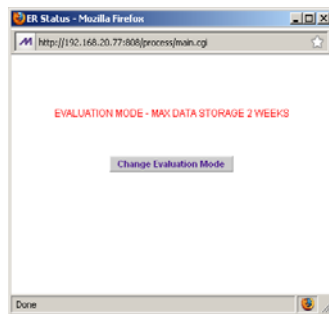 ER Status - Mozilla Firefox
http://192.168.20.77:808/process/main.cgi
EVALUATION MODE - MAX DATA STORAGE 2 WEEKS
Change Evaluation Mode
Done